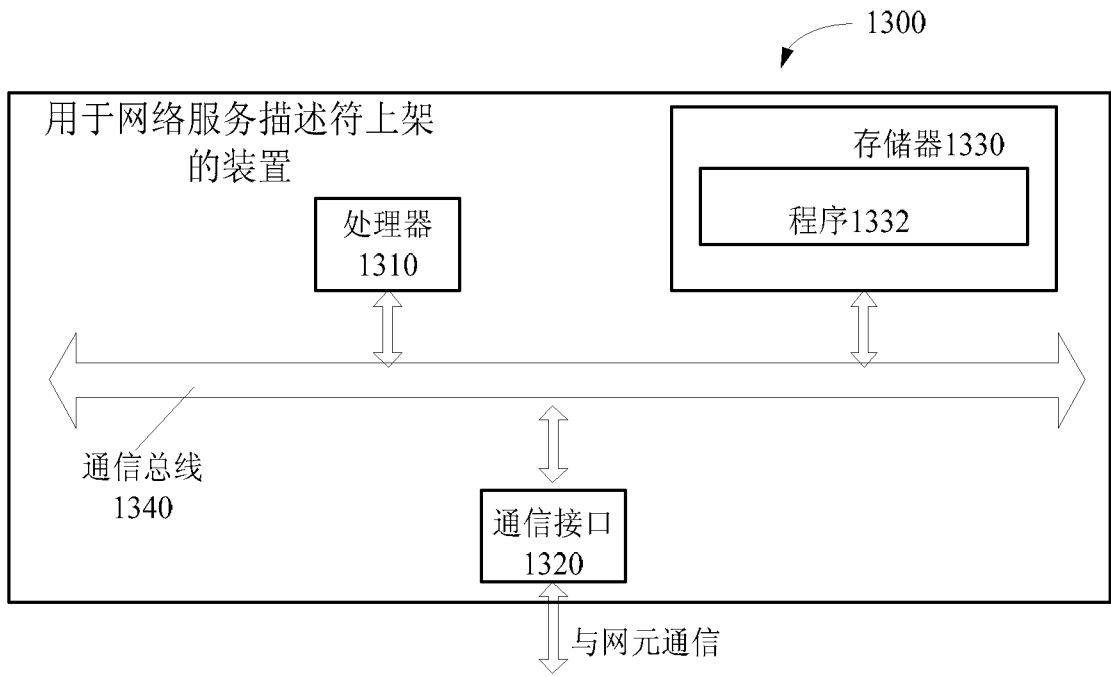 1300
用于网络服务描述符上架
的装置
存储器1330
程序1332
处理器
1310
通信总线
1340
通信接口
1320
与网元通信